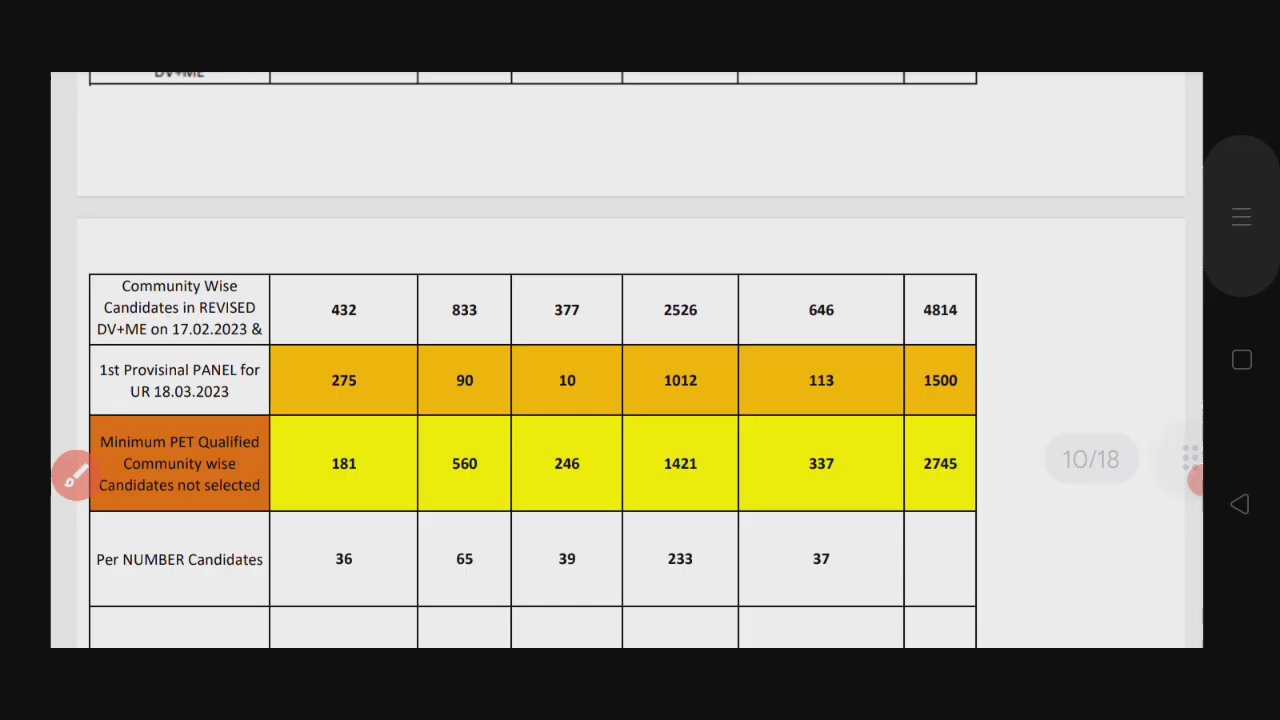 DV+ME
Community Wise
Candidates in REVISED
DV+ME on 17.02.2023 &
432 833 377 2526 646 4814
1st Provisinal PANEL for
UR 18.03.2023
275 90 10 1012 113 1500
Minimum PET Qualified
Community wise
Candidates not selected
181 560 246 1421 337 2745
Per NUMBER Candidates
36 65 39 233 37
10/18